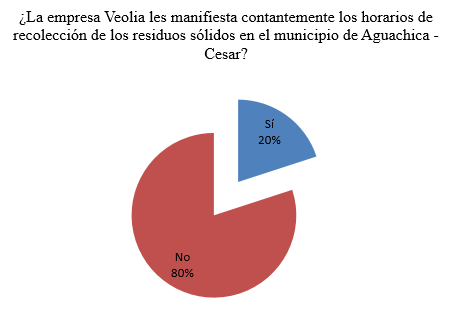 ¿La empresa Veolia les manifiesta contantemente los horarios de
recolección de los residuos sólidos en el municipio de Aguachica -
Cesar?
Sí
20%
No
80%